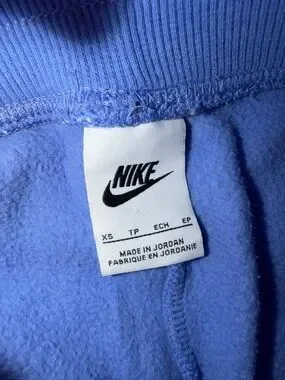 NIKE
XS TP ECH EP
MADE IN JORDAN
FABRIQUE EN JORDANIE